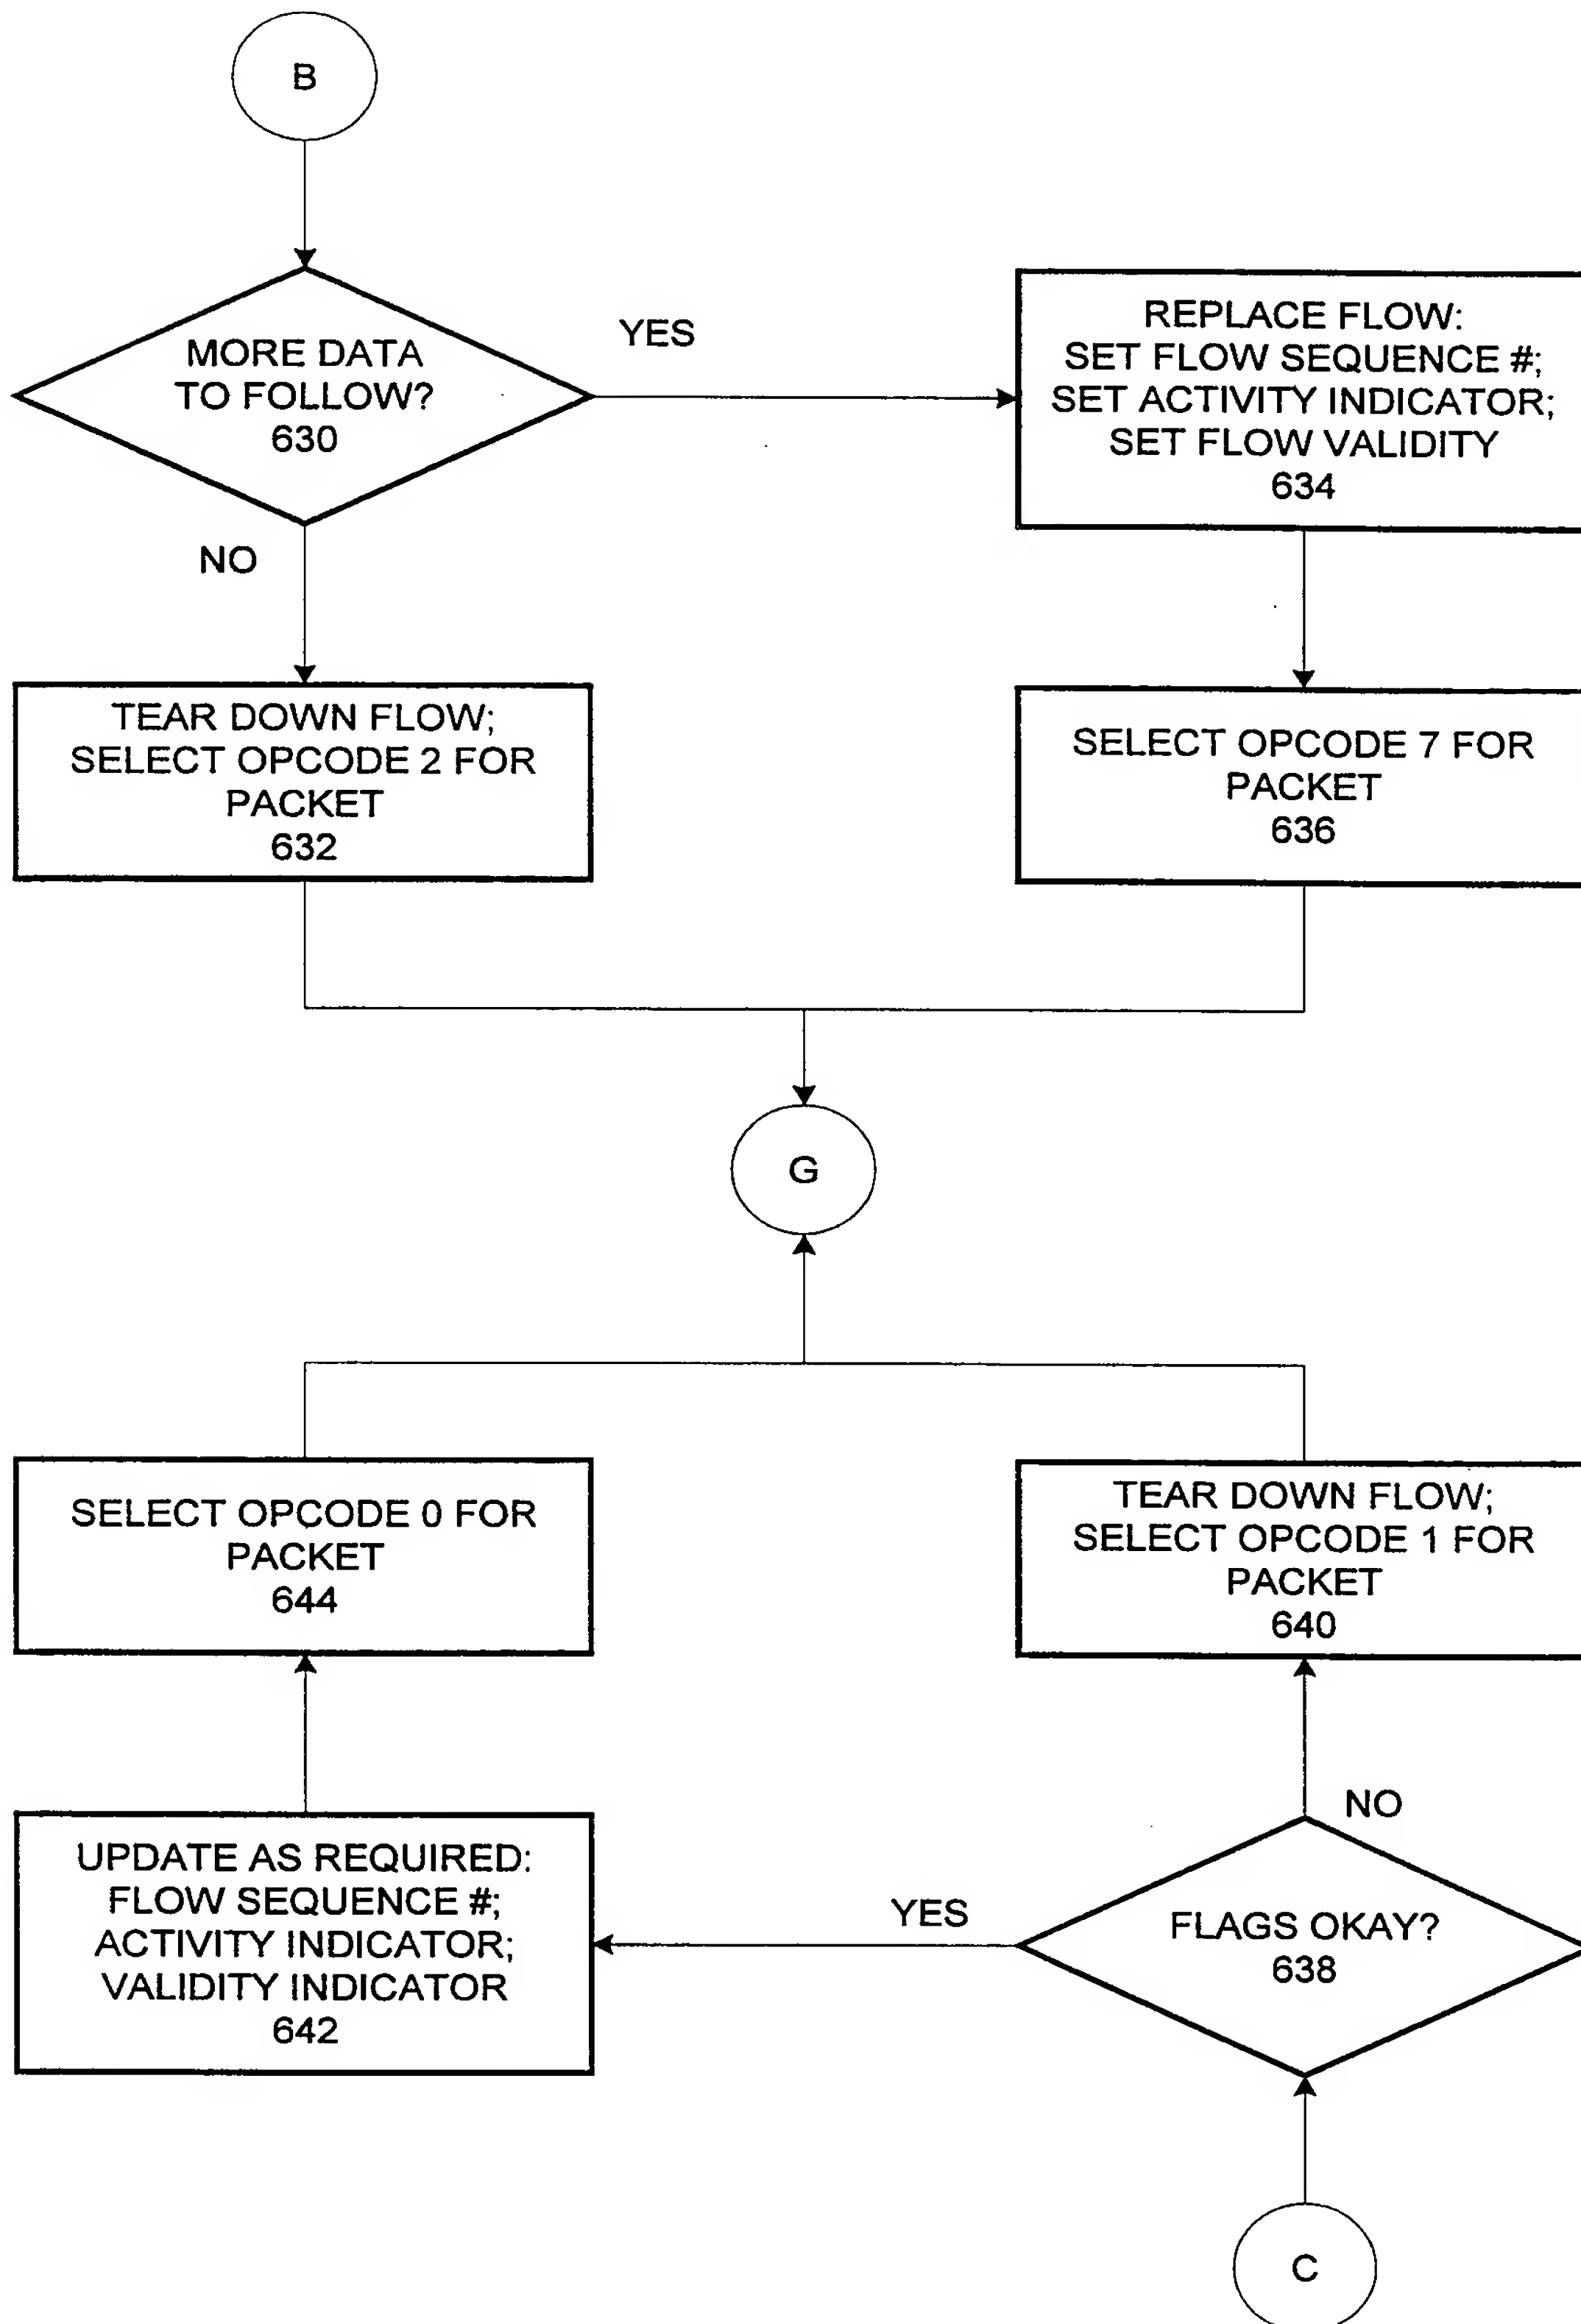 B
MORE DATA
TO FOLLOW?
630
YES
NO
REPLACE FLOW:
SET FLOW SEQUENCE #;
SET ACTIVITY INDICATOR;
SET FLOW VALIDITY
634
TEAR DOWN FLOW;
SELECT OPCODE 2 FOR
PACKET
632
SELECT OPCODE 7 FOR
PACKET
636
G
SELECT OPCODE 0 FOR
PACKET
644
TEAR DOWN FLOW;
SELECT OPCODE 1 FOR
PACKET
640
NO
UPDATE AS REQUIRED:
FLOW SEQUENCE #;
ACTIVITY INDICATOR;
VALIDITY INDICATOR
642
YES
FLAGS OKAY?
638
C